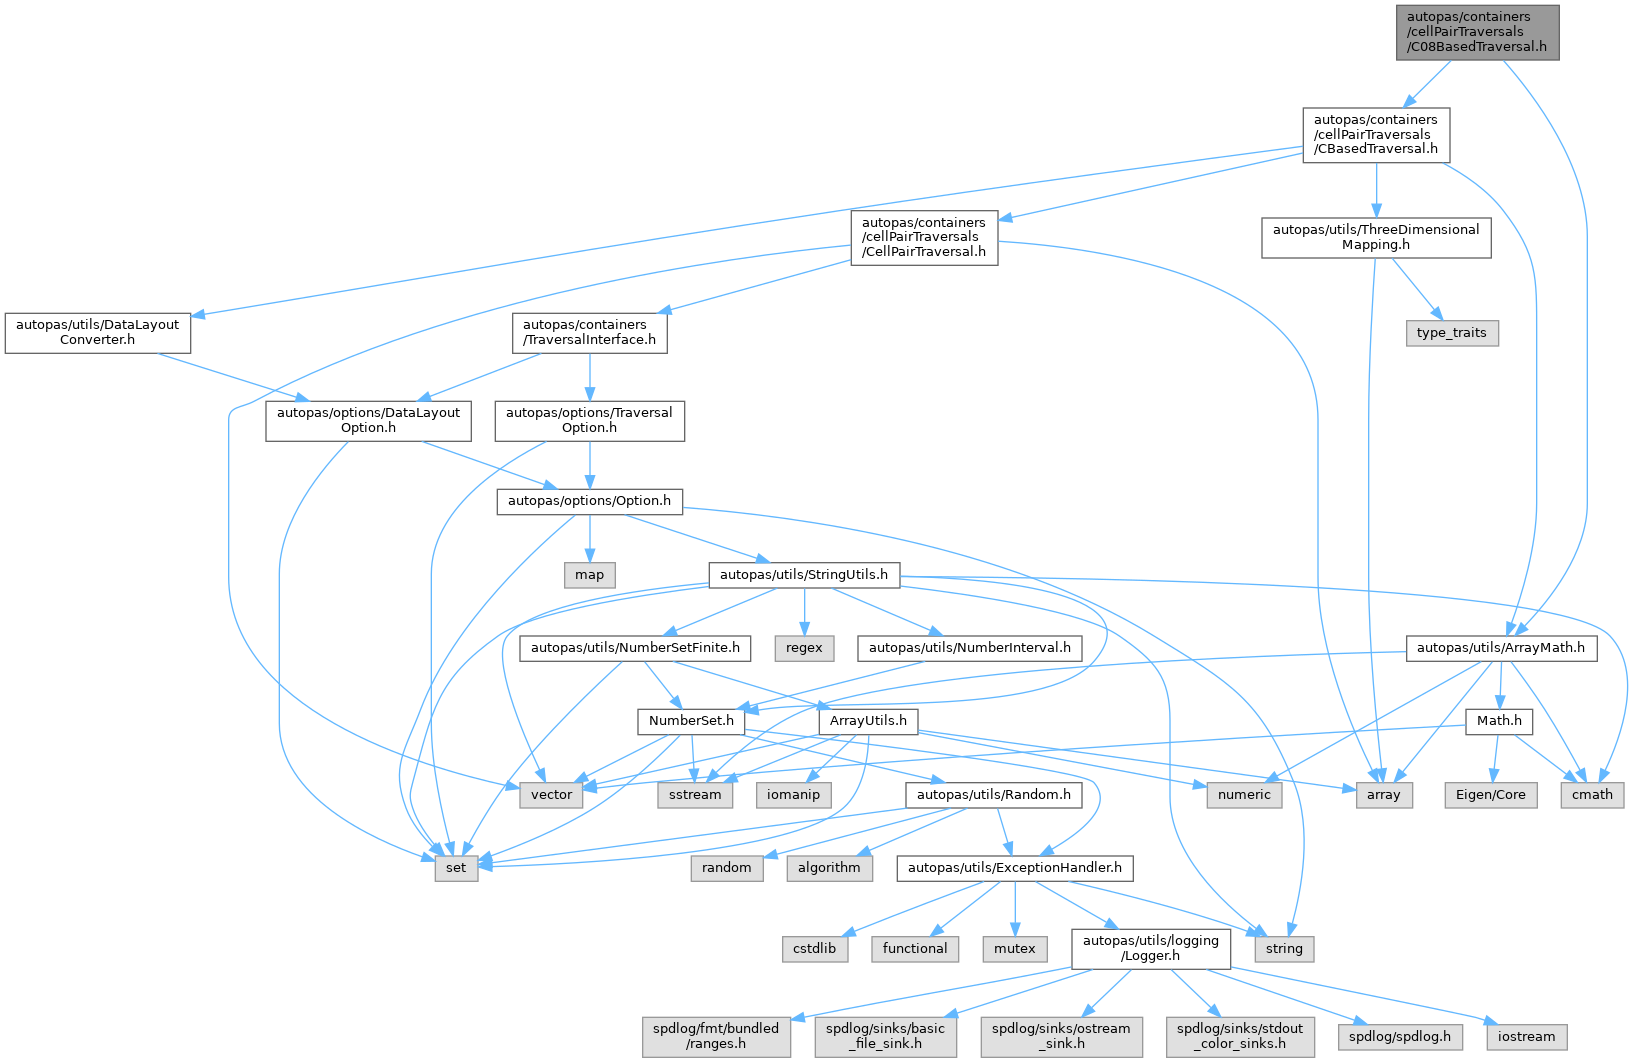 autopas/containers
/cellPairTraversals
/C08BasedTraversal.h
autopas/containers
/cellPairTraversals
/CBasedTraversal.h
autopas/containers
/cellPairTraversals
/CellPairTraversal.h
autopas/utils/ThreeDimensional
Mapping.h
autopas/utils/DataLayout
Converter.h
autopas/containers
/TraversalInterface.h
type_traits
autopas/options/DataLayout
Option.h
autopas/options/Traversal
Option.h
autopas/options/Option.h
map
autopas/utils/StringUtils.h
autopas/utils/NumberSetFinite.h
regex
autopas/utils/NumberInterval.h
autopas/utils/ArrayMath.h
NumberSet.h
ArrayUtils.h
Math.h
vector
sstream
iomanip
autopas/utils/Random.h
numeric
array
Eigen/Core
cmath
set
random
algorithm
autopas/utils/ExceptionHandler.h
cstdlib
functional
mutex
autopas/utils/logging
/Logger.h
string
spdlog/fmt/bundled
/ranges.h
spdlog/sinks/basic
_file_sink.h
spdlog/sinks/ostream
_sink.h
spdlog/sinks/stdout
_color_sinks.h
spdlog/spdlog.h
iostream